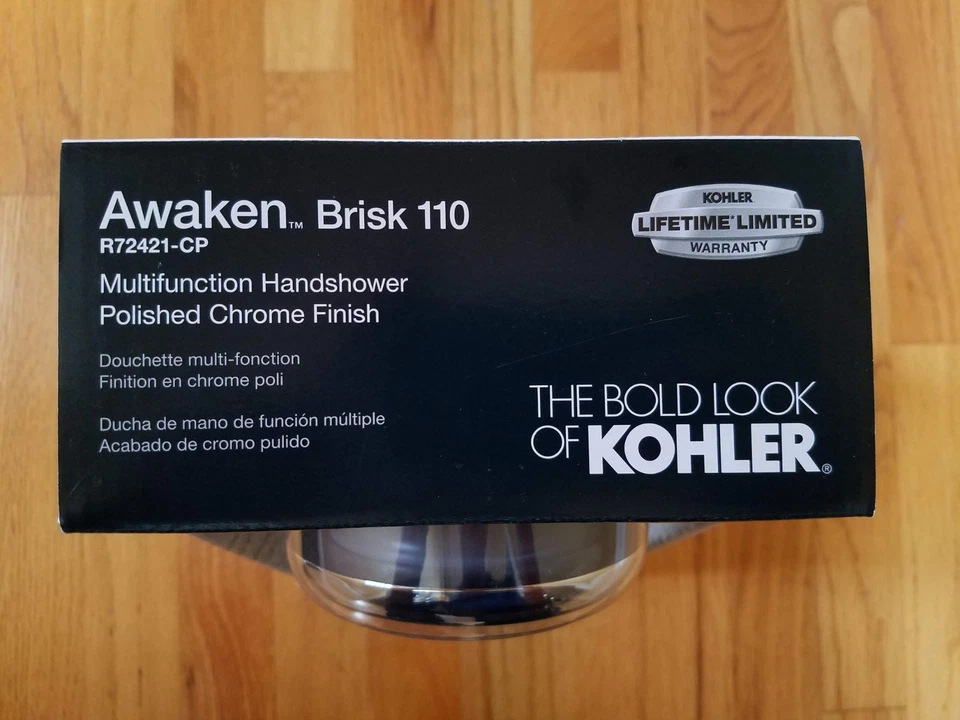 Awaken™ Brisk 110
R72421-CP
Multifunction Handshower
Polished Chrome Finish
Douchette multi-fonction
Finition en chrome poli
Ducha de mano de función múltiple
Acabado de cromo pulido
KOHLER
LIFETIME* LIMITED
WARRANTY
THE BOLD LOOK
OF KOHLER®